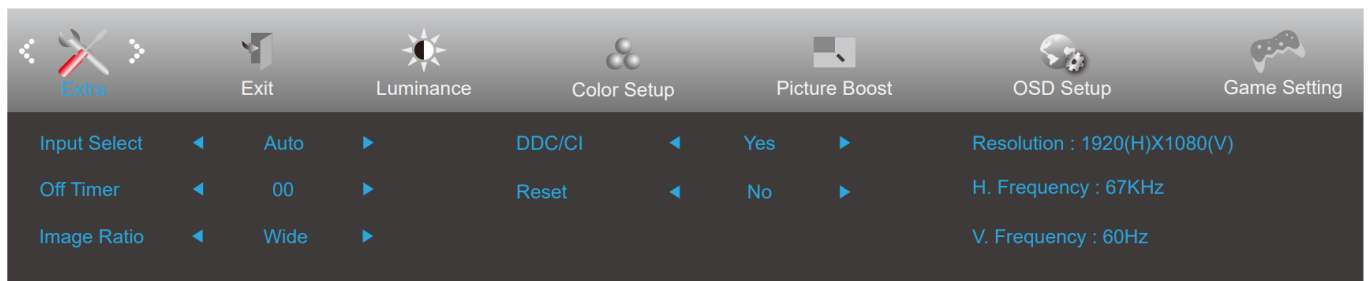 Extra Exit Luminance Color Setup Picture Boost OSD Setup Game Setting
Input Select Auto DDC/CI Yes Resolution : 1920(H)X1080(V)
Off Timer 00 Reset No H. Frequency : 67KHz
Image Ratio Wide V. Frequency : 60Hz